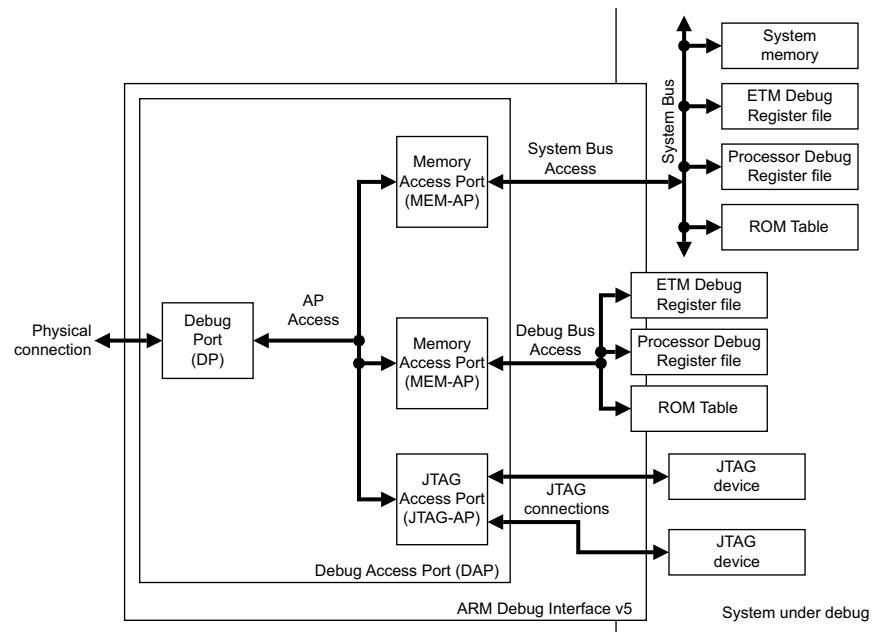 System
memory
System Bus
ETM Debug
Register file
Processor Debug
Register file
ROM Table
Memory
Access Port
(MEM-AP)
System Bus
Access
Physical
connection
Debug
Port
(DP)
AP
Access
Memory
Access Port
(MEM-AP)
Debug Bus
Access
ETM Debug
Register file
Processor Debug
Register file
ROM Table
JTAG
Access Port
(JTAG-AP)
JTAG
connections
JTAG
device
JTAG
device
Debug Access Port (DAP)
ARM Debug Interface v5
System under debug